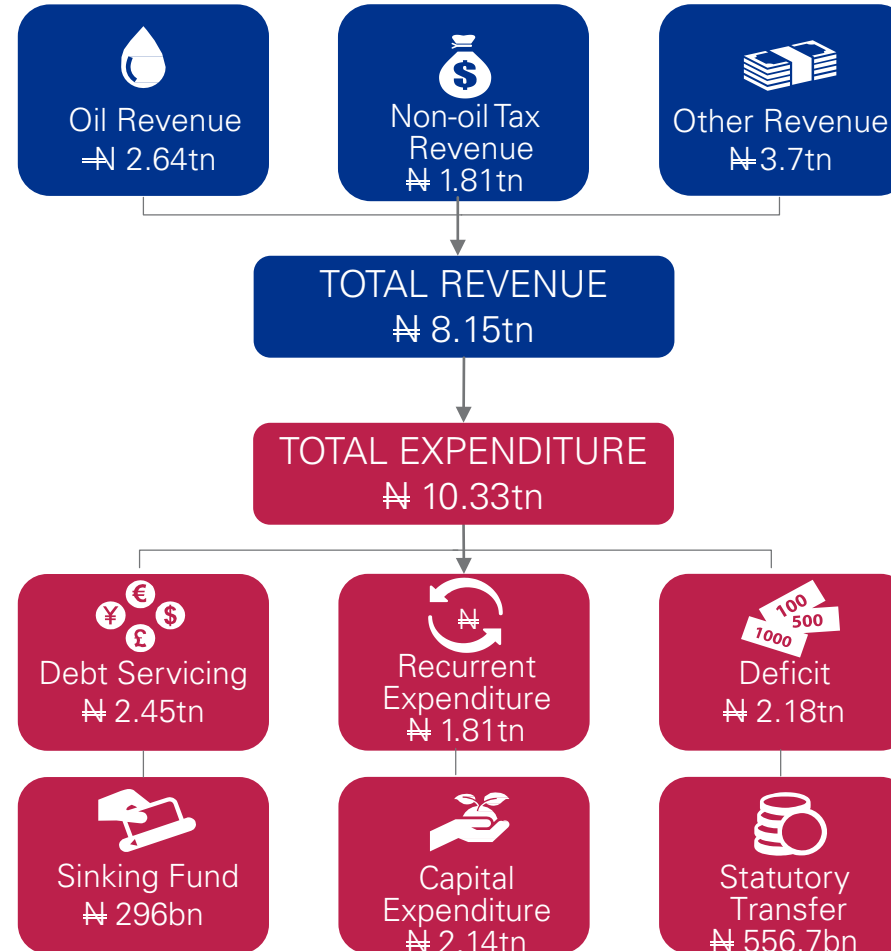 $
Oil Revenue
₦ 2.64tn
Non-oil Tax
Revenue
₦ 1.81tn
Other Revenue
₦ 3.7tn
TOTAL REVENUE
₦ 8.15tn
TOTAL EXPENDITURE
₦ 10.33tn
€
¥ $
£
Debt Servicing
₦ 2.45tn
₦
Recurrent
Expenditure
₦ 1.81tn
100
500
1000
Deficit
₦ 2.18tn
Sinking Fund
₦ 296bn
Capital
Expenditure
₦ 2.14tn
Statutory
Transfer
₦ 556.7bn